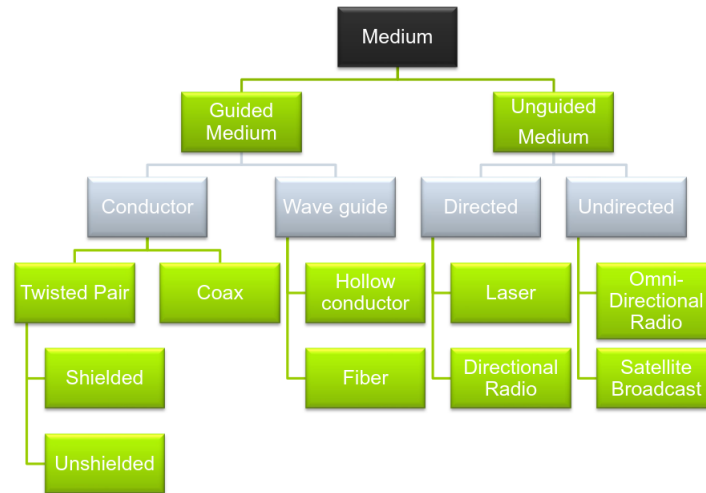 Medium
Guided
Medium
Unguided
Medium
Conductor
Wave guide
Directed
Undirected
Twisted Pair
Coax
Hollow
conductor
Laser
Omni-
Directional
Radio
Shielded
Fiber
Directional
Radio
Satellite
Broadcast
Unshielded